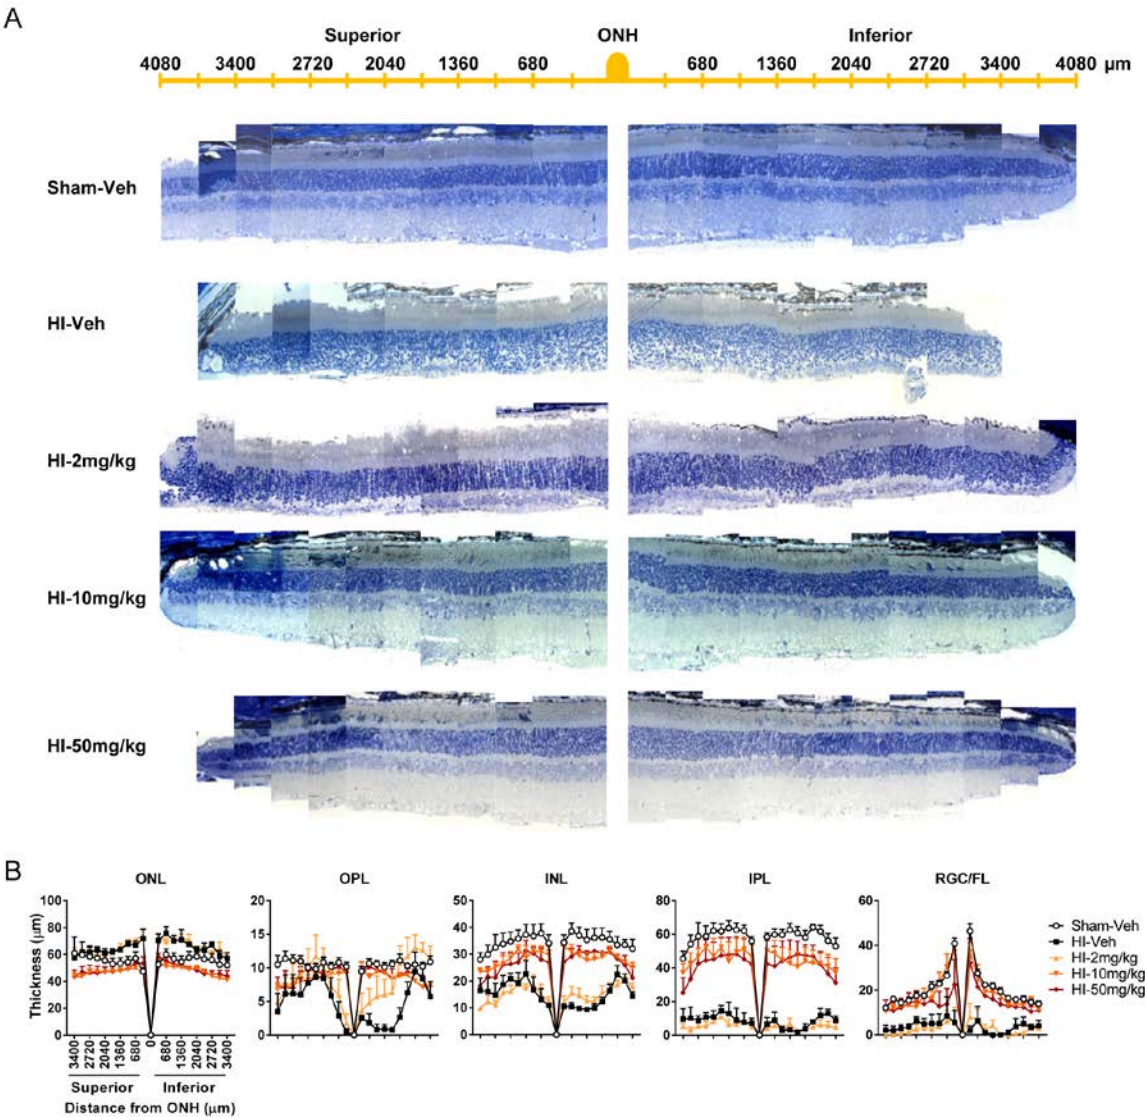 A
Superior ONH Inferior
4080 3400 2720 2040 1360 680 680 1360 2040 2720 3400 4080 μm
Sham-Veh
HI-Veh
HI-2mg/kg
HI-10mg/kg
HI-50mg/kg
B
ONL OPL INL IPL RGC/FL
Thickness (μm)
100 80 60 40 20 0
20 15 10 5 0
50 40 30 20 10 0
80 60 40 20 0
60 40 20 0
Sham-Veh
HI-Veh
HI-2mg/kg
HI-10mg/kg
HI-50mg/kg
3400 2720 2040 1360 680 0 680 1360 2040 2720 3400
Superior Inferior
Distance from ONH (μm)